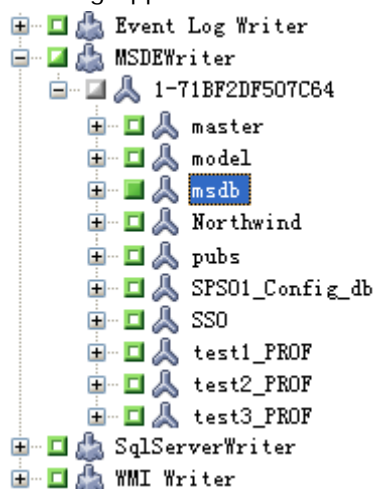 Event Log Writer
MSDEWriter
1-71BF2DF507C64
master
model
msdb
Northwind
pubs
SPS01_Config_db
SSO
test1_PROF
test2_PROF
test3_PROF
SqlServerWriter
WMI Writer